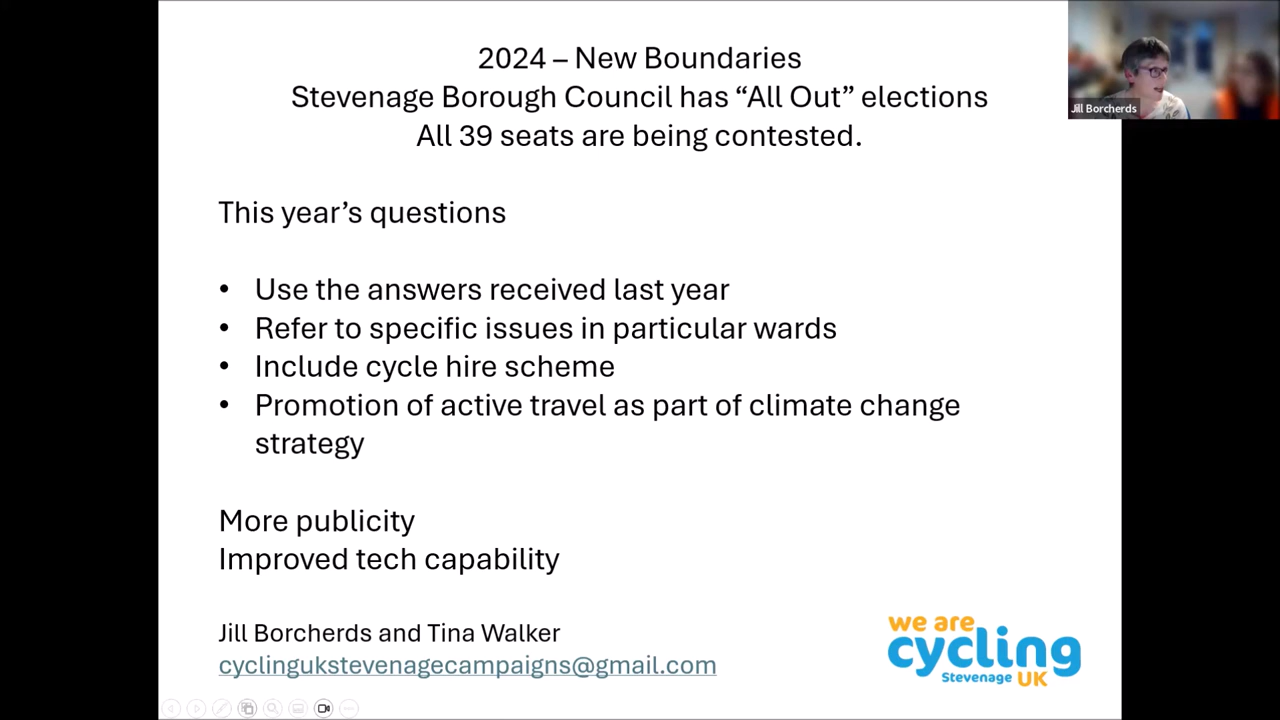 2024 – New Boundaries
Stevenage Borough Council has “All Out” elections
All 39 seats are being contested.
Jill Borcherds
This year’s questions
• Use the answers received last year
• Refer to specific issues in particular wards
• Include cycle hire scheme
• Promotion of active travel as part of climate change
strategy
More publicity
Improved tech capability
Jill Borcherds and Tina Walker
cyclingukstevenagecampaigns@gmail.com
we are
cycling
Stevenage UK